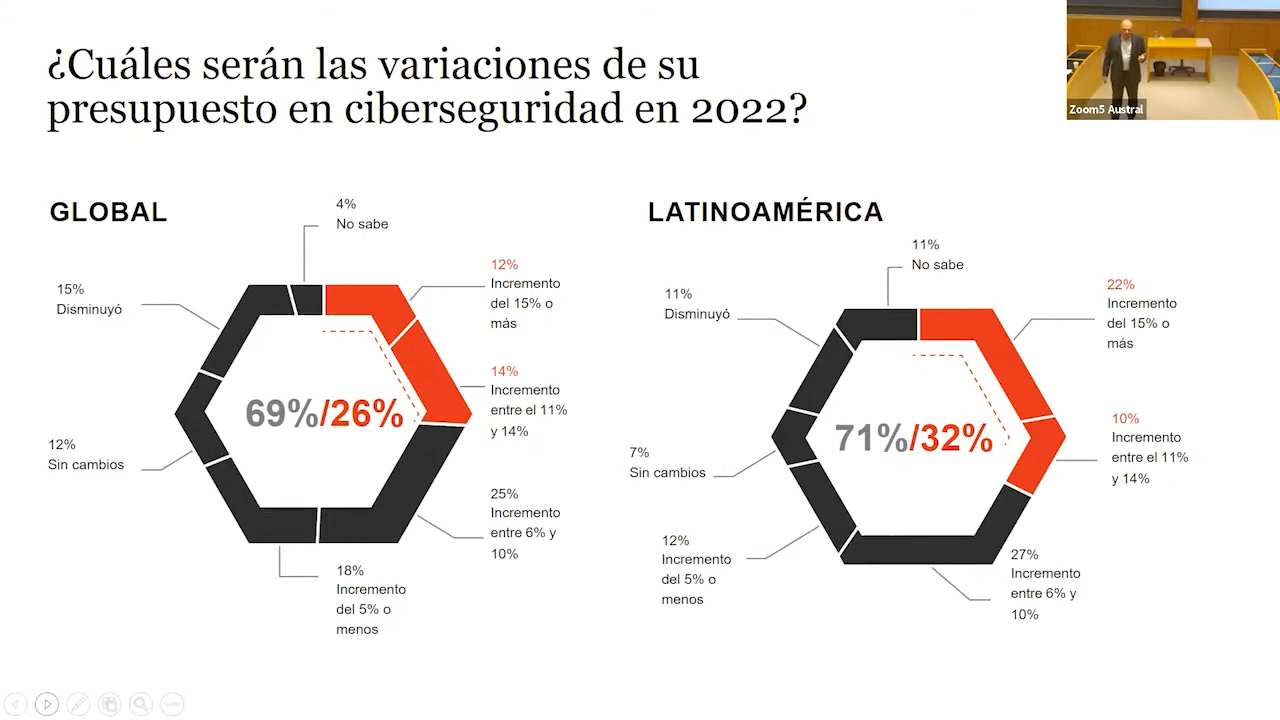 ¿Cuáles serán las variaciones de su
presupuesto en ciberseguridad en 2022?
Zoom5 Austral
GLOBAL
4%
No sabe
12%
Incremento
del 15% o
más
14%
Incremento
entre el 11%
y 14%
25%
Incremento
entre 6% y
10%
18%
Incremento
del 5% o
menos
12%
Sin cambios
15%
Disminuyó
69%/26%
LATINOAMÉRICA
11%
No sabe
22%
Incremento
del 15% o
más
10%
Incremento
entre el 11%
y 14%
27%
Incremento
entre 6% y
10%
12%
Incremento
del 5% o
menos
7%
Sin cambios
11%
Disminuyó
71%/32%